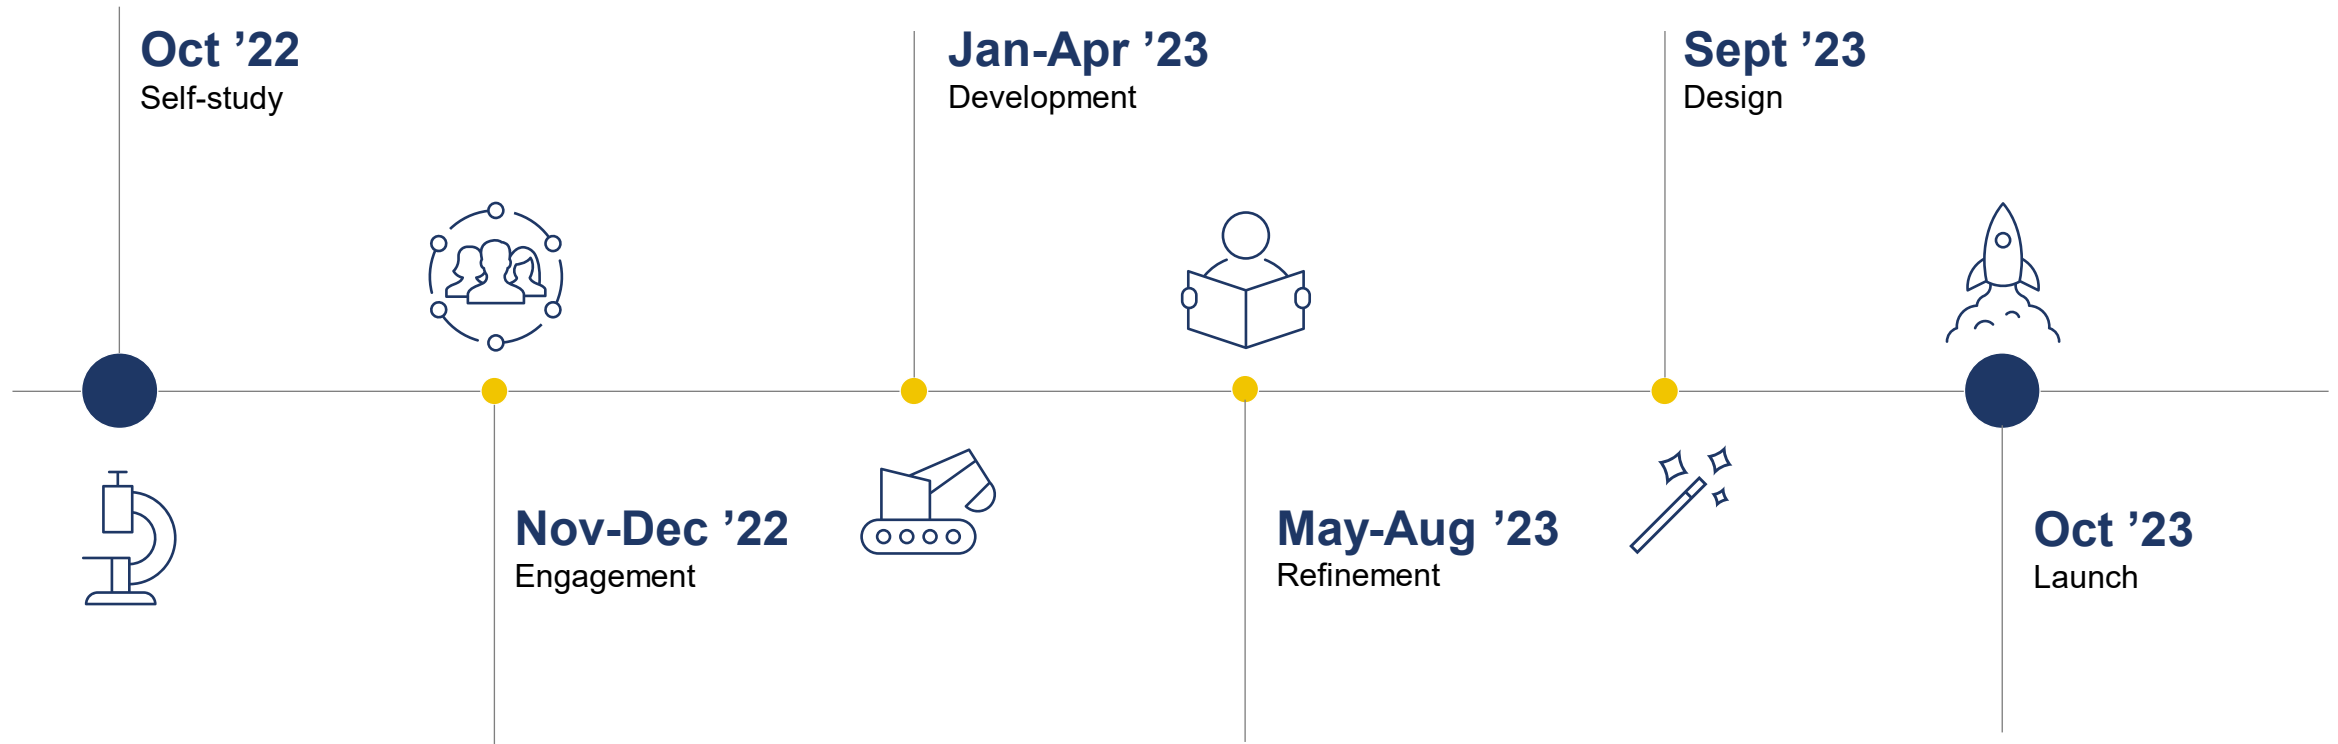 Oct ’22
Self-study
Nov-Dec ’22
Engagement
Jan-Apr ’23
Development
May-Aug ’23
Refinement
Sept ’23
Design
Oct ’23
Launch